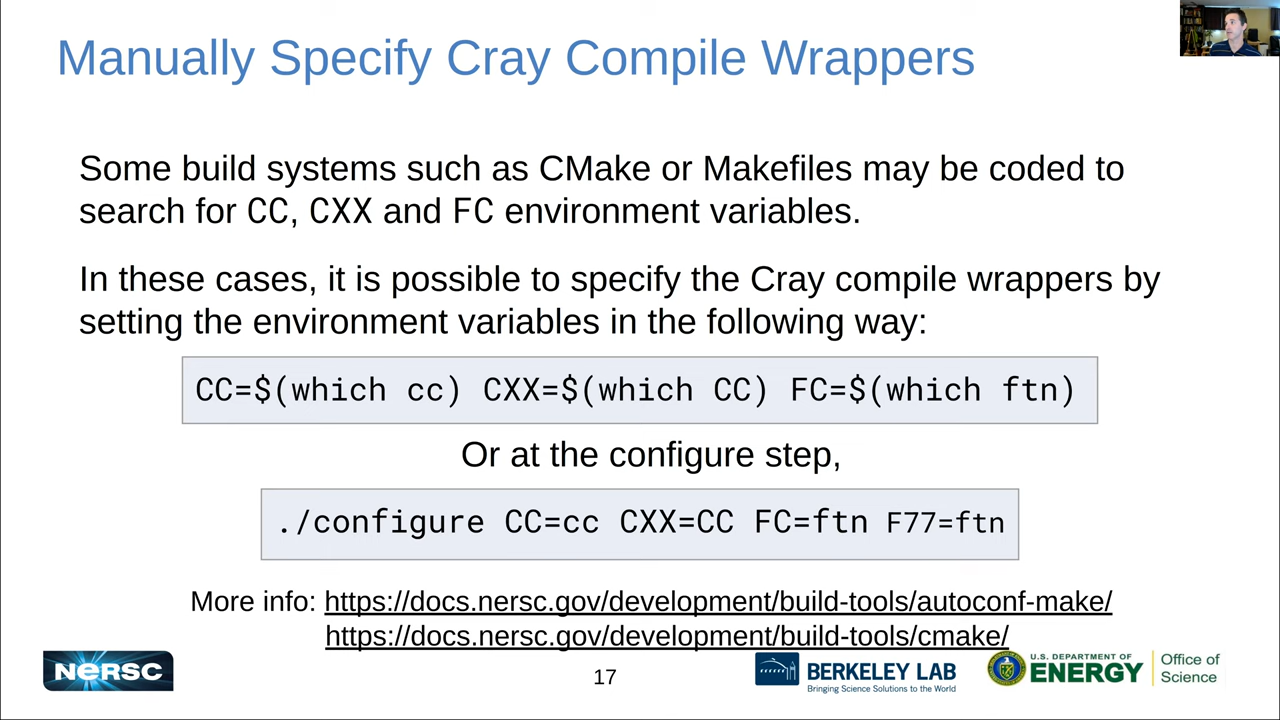 Manually Specify Cray Compile Wrappers
Some build systems such as CMake or Makefiles may be coded to
search for CC, CXX and FC environment variables.
In these cases, it is possible to specify the Cray compile wrappers by
setting the environment variables in the following way:
CC=$(which cc) CXX=$(which CC) FC=$(which ftn)
Or at the configure step,
./configure CC=cc CXX=CC FC=ftn F77=ftn
More info: https://docs.nersc.gov/development/build-tools/autoconf-make/
https://docs.nersc.gov/development/build-tools/cmake/
NERSC
17
BERKELEY LAB
Bringing Science Solutions to the World
U.S. DEPARTMENT OF
ENERGY
Office of
Science